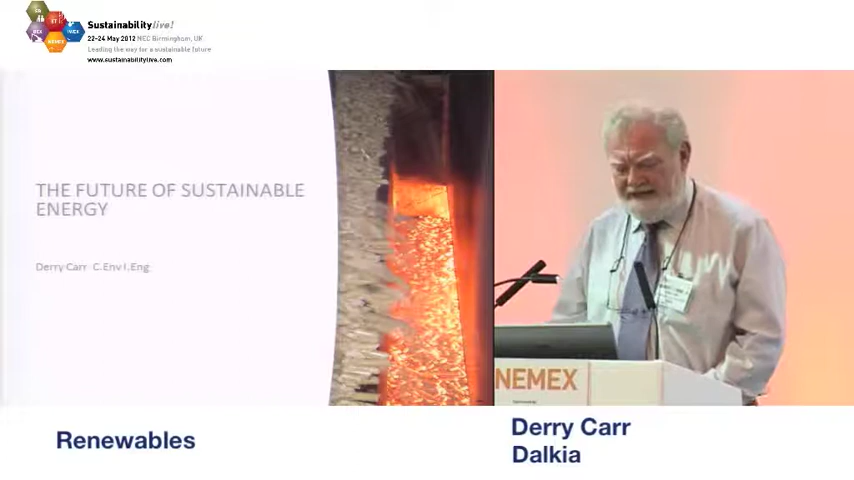 Sustainabilitylive!
22-24 May 2012 NEC Birmingham, UK
Leading the way for a sustainable future
www.sustainabilitylive.com
THE FUTURE OF SUSTAINABLE
ENERGY
Derry Carr C.Env I.Eng
NEMEX
Renewables
Derry Carr
Dalkia